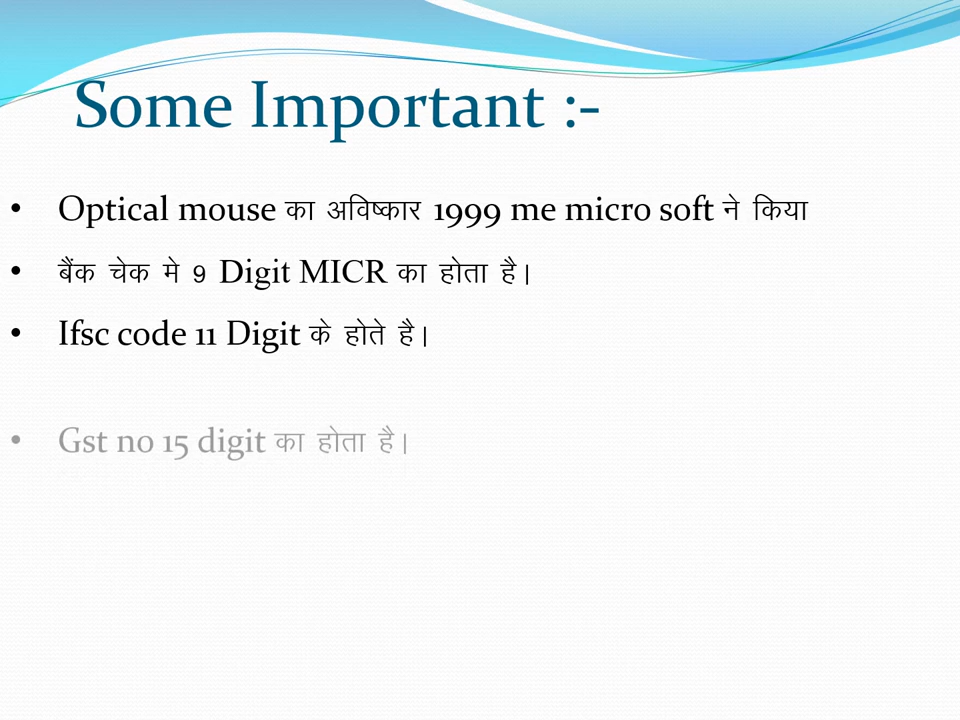 Some Important :-
• Optical mouse का अविष्कार 1999 me micro soft ने किया
• बैंक चेक मे 9 Digit MICR का होता है।
• Ifsc code 11 Digit के होते है।
• Gst no 15 digit का होता है।